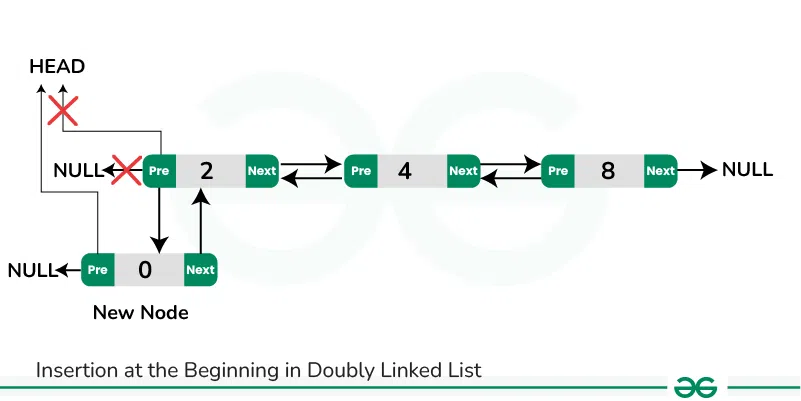 HEAD
NULL Pre 2 Next Pre 4 Next Pre 8 Next NULL
NULL Pre 0 Next
New Node
Insertion at the Beginning in Doubly Linked List